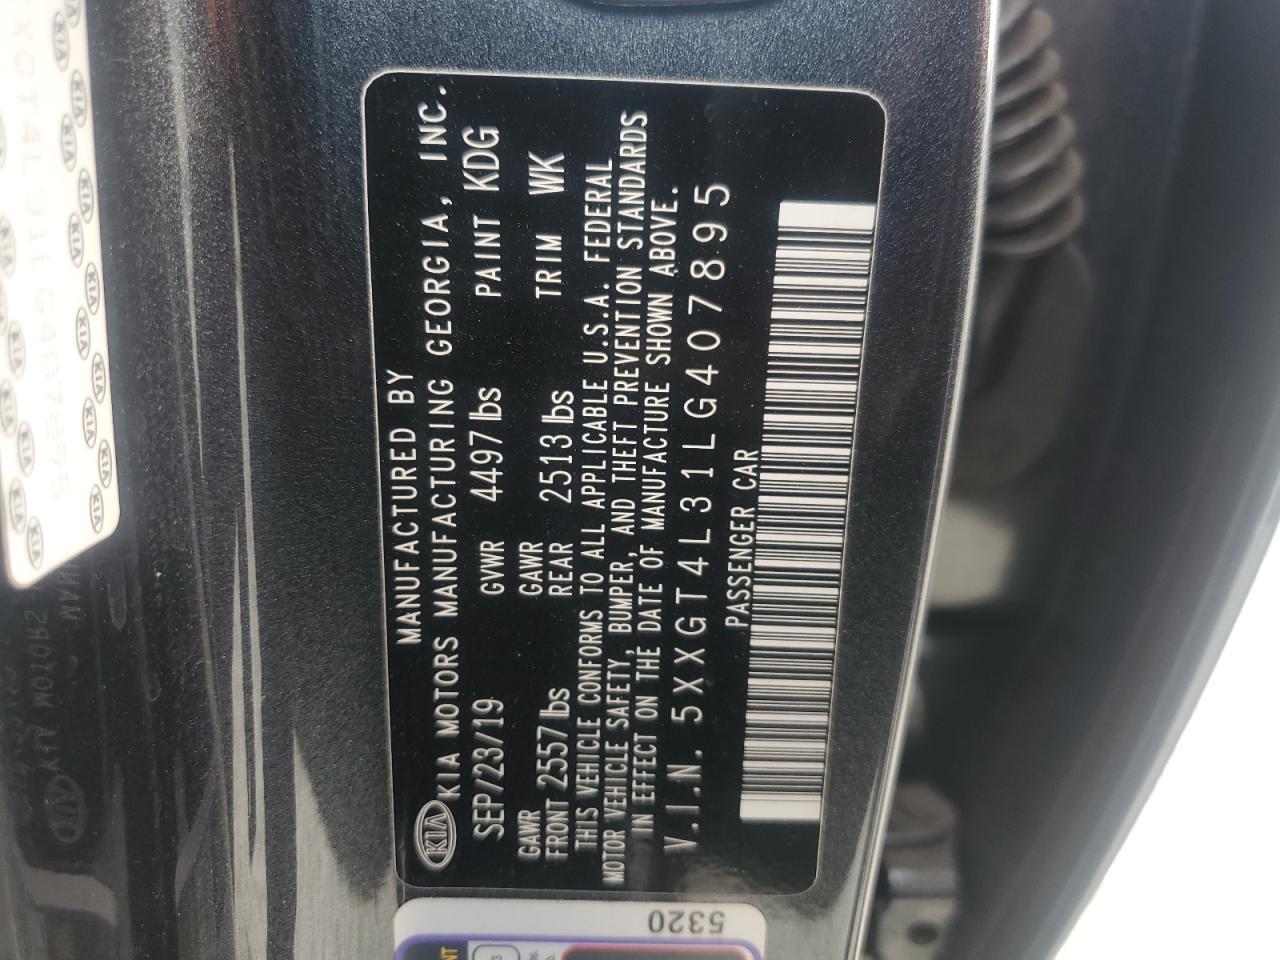 MANUFACTURED BY
KIA KIA MOTORS MANUFACTURING GEORGIA, INC.
SEP/23/19 GVWR 4497 lbs PAINT KDG
GAWR FRONT 2557 lbs GAWR REAR 2513 lbs TRIM WK
THIS VEHICLE CONFORMS TO ALL APPLICABLE U.S.A. FEDERAL
MOTOR VEHICLE SAFETY, BUMPER, AND THEFT PREVENTION STANDARDS
IN EFFECT ON THE DATE OF MANUFACTURE SHOWN ABOVE.
V.I.N. 5XXGT4L31LG407895
PASSENGER CAR
5320